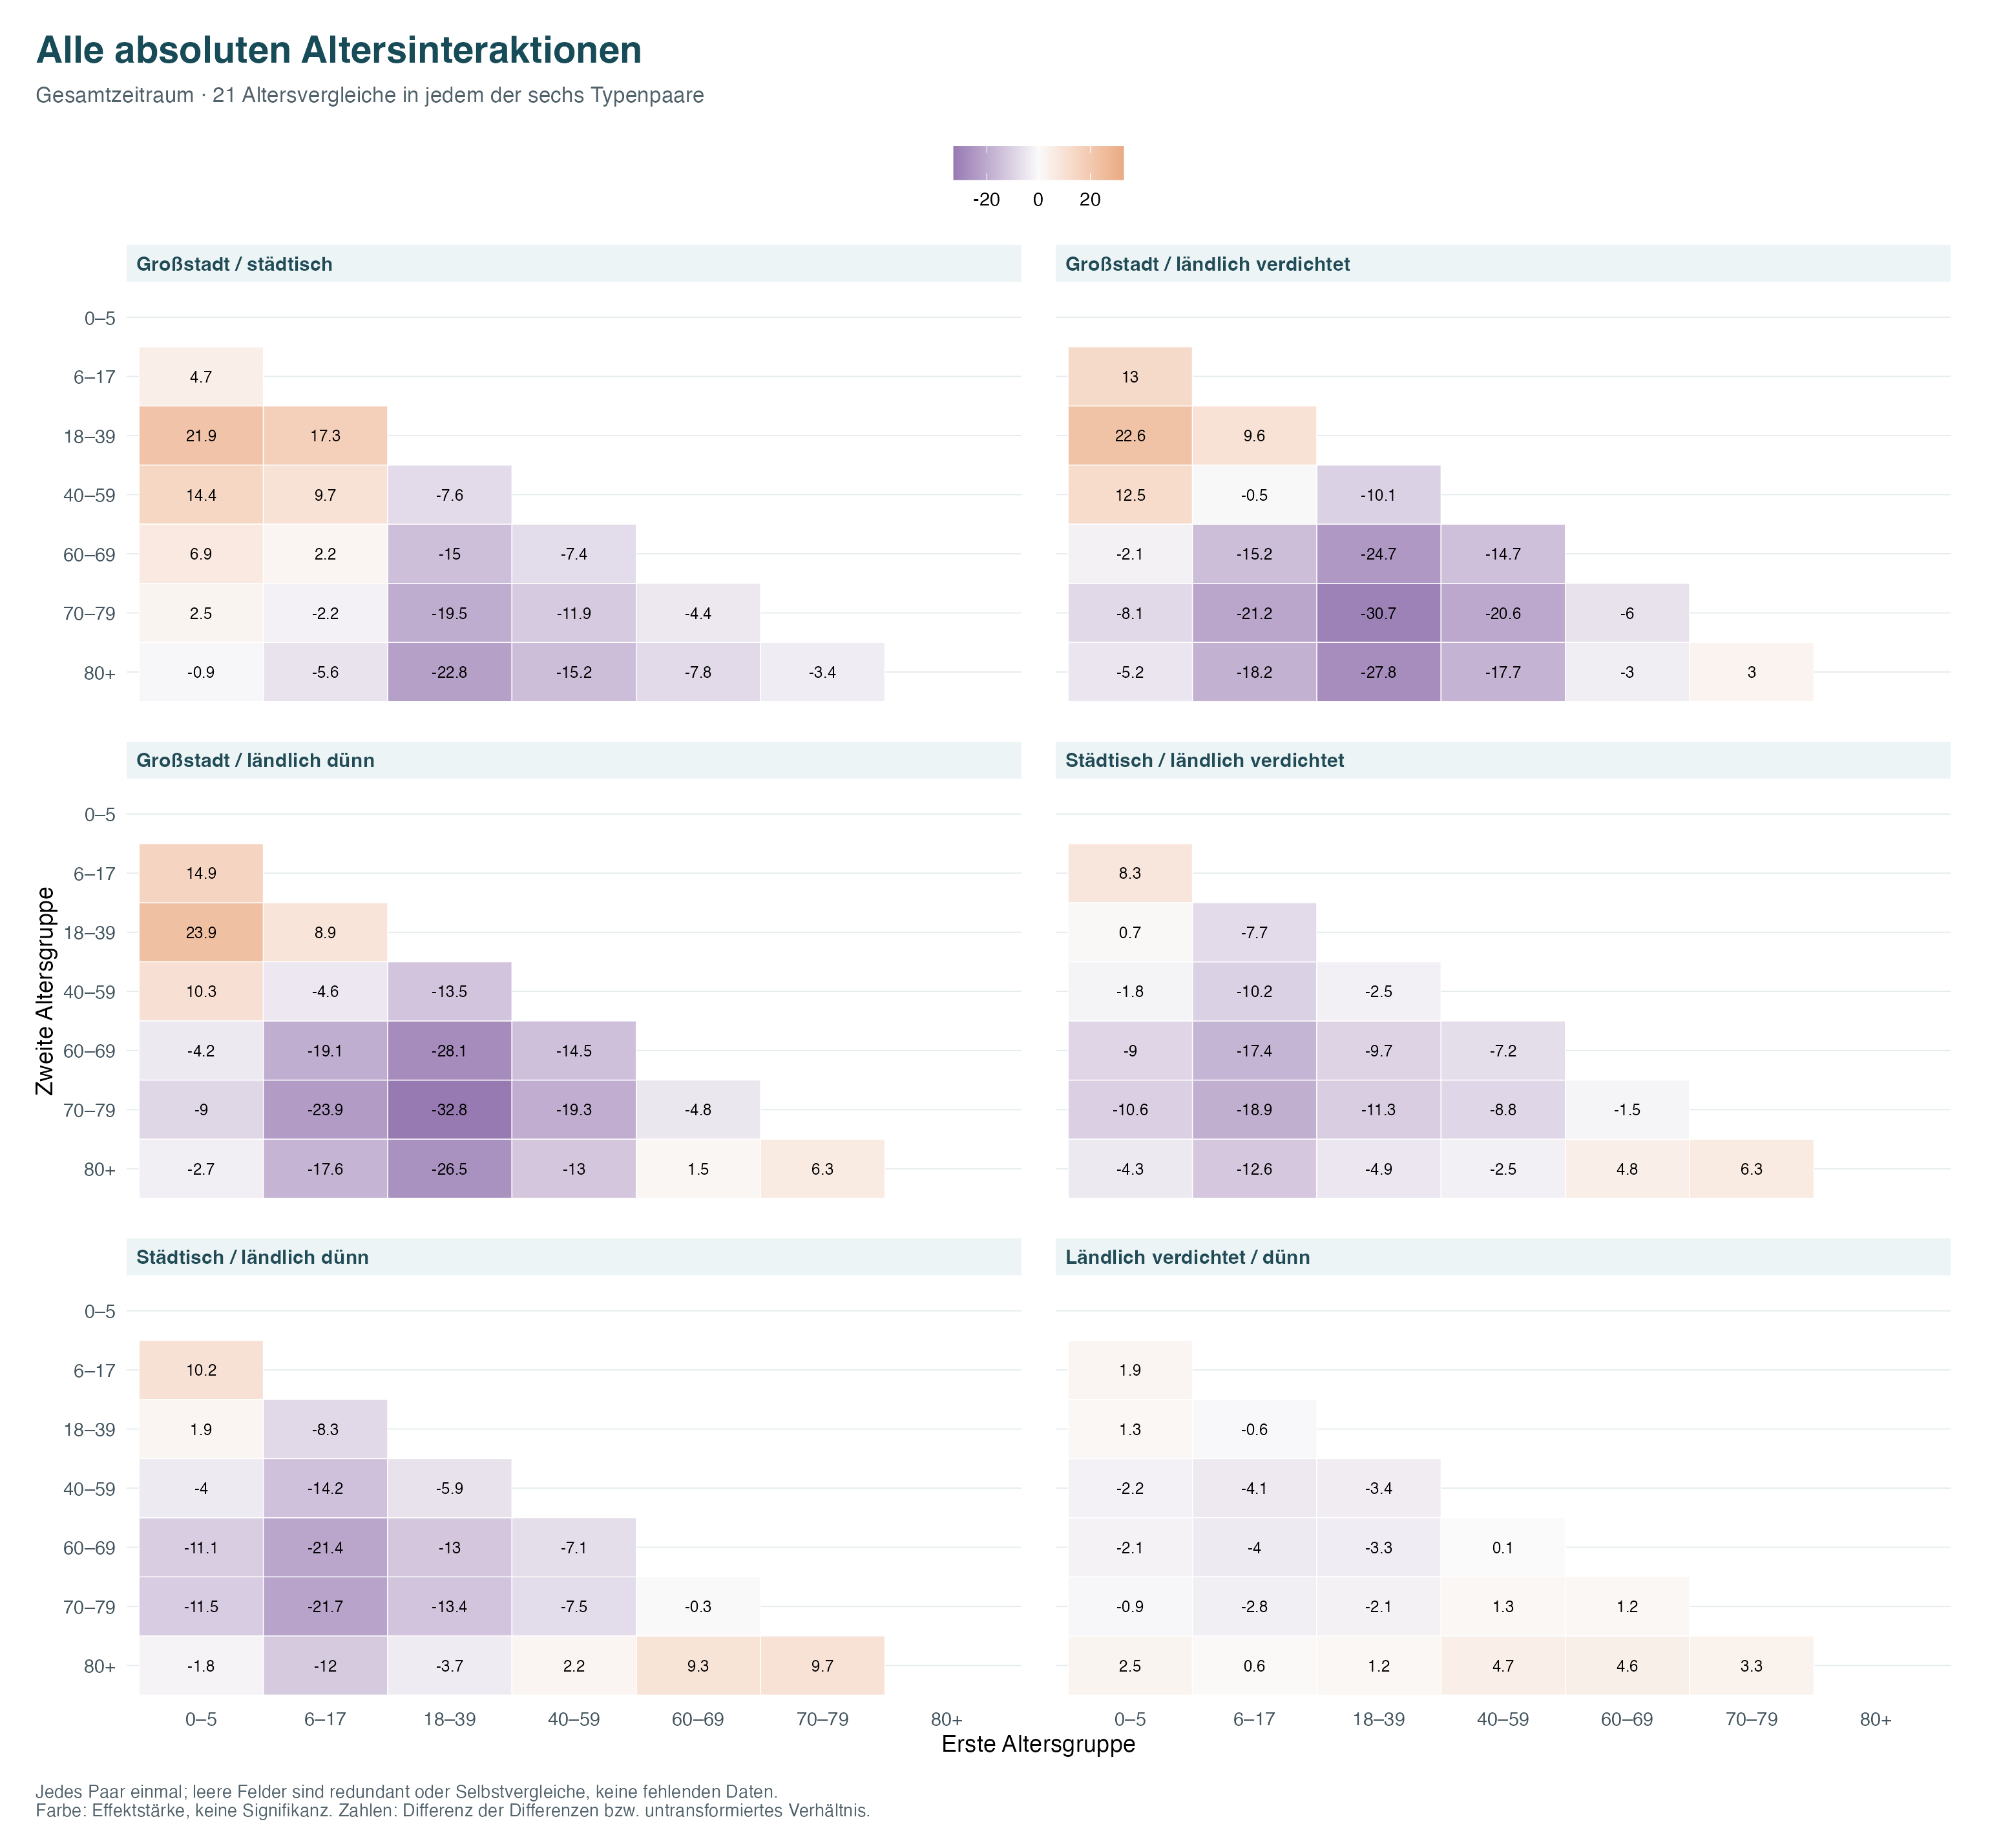 Alle absoluten Altersinteraktionen
Gesamtzeitraum · 21 Altersvergleiche in jedem der sechs Typenpaare
-20 0 20
Großstadt / städtisch
0–5
6–17 4.7
18–39 21.9 17.3
40–59 14.4 9.7 -7.6
60–69 6.9 2.2 -15 -7.4
70–79 2.5 -2.2 -19.5 -11.9 -4.4
80+ -0.9 -5.6 -22.8 -15.2 -7.8 -3.4
Großstadt / ländlich verdichtet
13
22.6 9.6
12.5 -0.5 -10.1
-2.1 -15.2 -24.7 -14.7
-8.1 -21.2 -30.7 -20.6 -6
-5.2 -18.2 -27.8 -17.7 -3 3
Zweite Altersgruppe
Großstadt / ländlich dünn
0–5
6–17 14.9
18–39 23.9 8.9
40–59 10.3 -4.6 -13.5
60–69 -4.2 -19.1 -28.1 -14.5
70–79 -9 -23.9 -32.8 -19.3 -4.8
80+ -2.7 -17.6 -26.5 -13 1.5 6.3
Städtisch / ländlich verdichtet
8.3
0.7 -7.7
-1.8 -10.2 -2.5
-9 -17.4 -9.7 -7.2
-10.6 -18.9 -11.3 -8.8 -1.5
-4.3 -12.6 -4.9 -2.5 4.8 6.3
Städtisch / ländlich dünn
0–5
6–17 10.2
18–39 1.9 -8.3
40–59 -4 -14.2 -5.9
60–69 -11.1 -21.4 -13 -7.1
70–79 -11.5 -21.7 -13.4 -7.5 -0.3
80+ -1.8 -12 -3.7 2.2 9.3 9.7
0–5 6–17 18–39 40–59 60–69 70–79 80+
Ländlich verdichtet / dünn
1.9
1.3 -0.6
-2.2 -4.1 -3.4
-2.1 -4 -3.3 0.1
-0.9 -2.8 -2.1 1.3 1.2
2.5 0.6 1.2 4.7 4.6 3.3
0–5 6–17 18–39 40–59 60–69 70–79 80+
Erste Altersgruppe
Jedes Paar einmal; leere Felder sind redundant oder Selbstvergleiche, keine fehlenden Daten.
Farbe: Effektstärke, keine Signifikanz. Zahlen: Differenz der Differenzen bzw. untransformiertes Verhältnis.